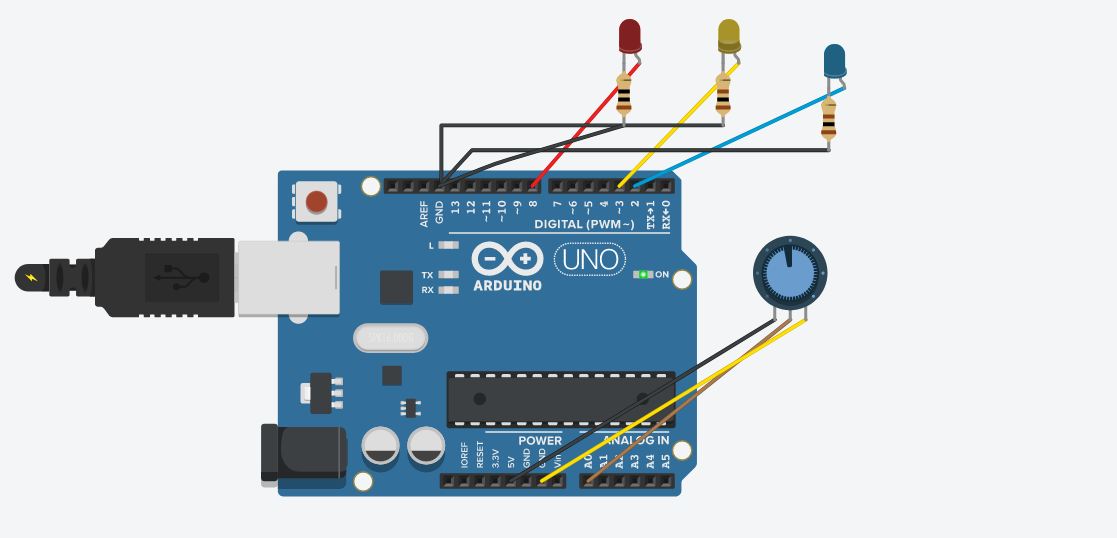 AREF
GND
13
12
~11
~10
~9
8
7
~6
~5
4
~3
2
TX→1
RX←0
DIGITAL (PWM~)
L
TX
RX
ARDUINO
UNO
ON
POWER
ANALOG IN
IOREF
RESET
3.3V
5V
GND
GND
Vin
A0
A1
A2
A3
A4
A5